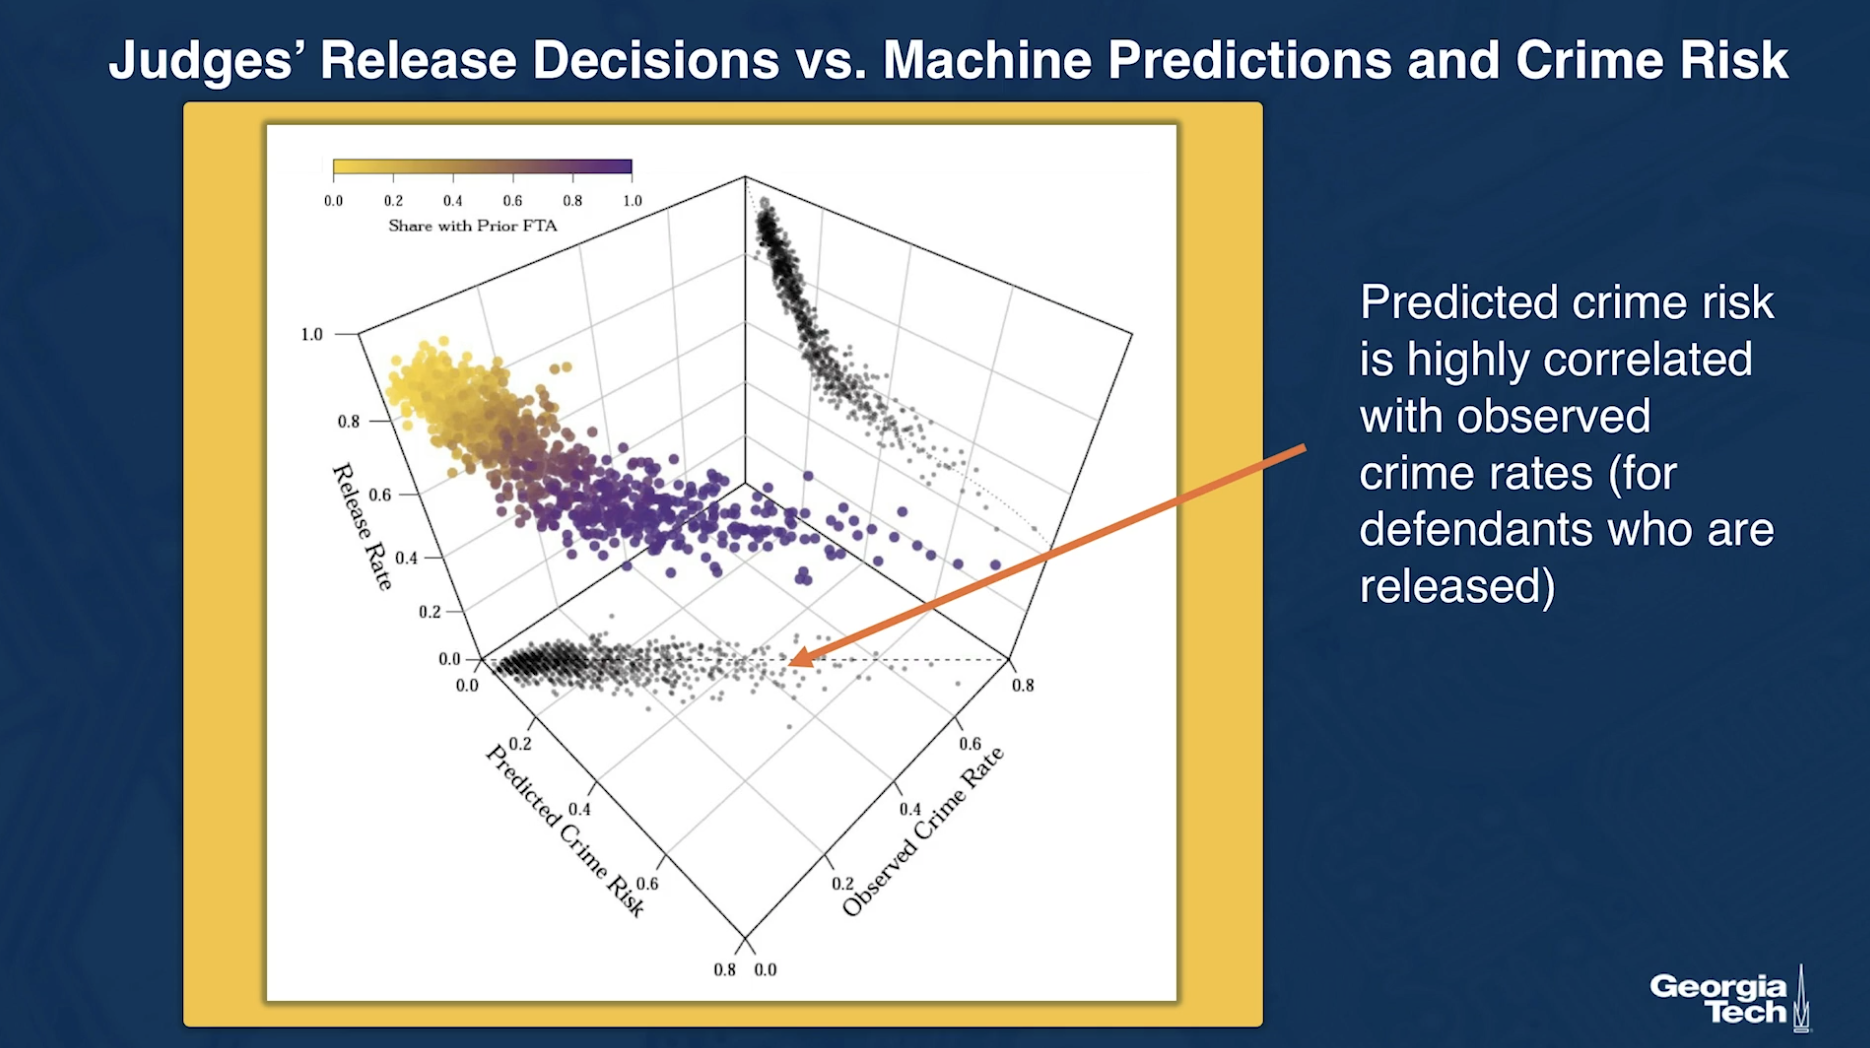 Judges’ Release Decisions vs. Machine Predictions and Crime Risk
0.0 0.2 0.4 0.6 0.8 1.0
Share with Prior FTA
1.0
0.8
0.6
0.4
0.2
0.0
Release Rate
0.0
0.2
0.4
0.6
0.8
Predicted Crime Risk
0.0
0.2
0.4
0.6
0.8
Observed Crime Rate
Predicted crime risk
is highly correlated
with observed
crime rates (for
defendants who are
released)
Georgia
Tech